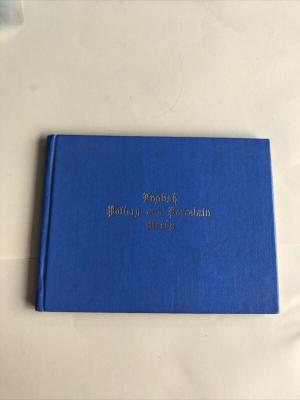 English
Pottery and Porcelain
Marks